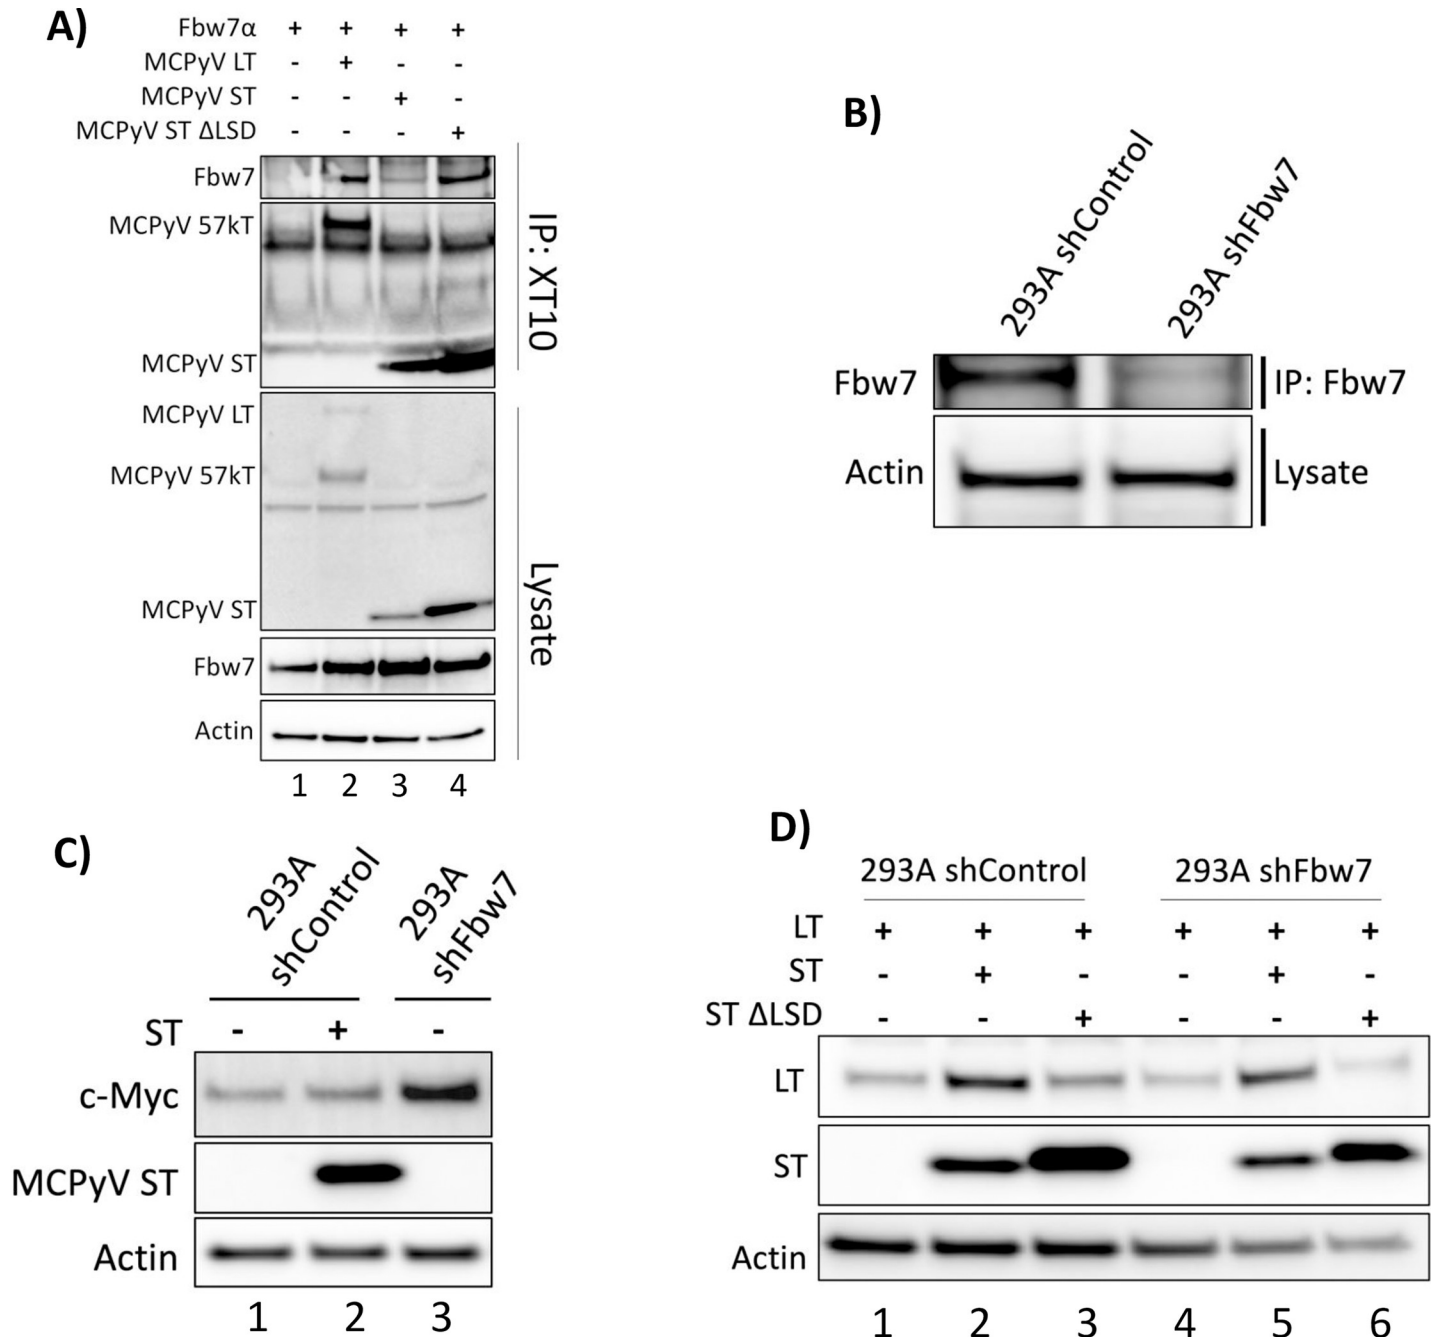 A)
Fbw7α + + + +
MCPyV LT - + - -
MCPyV ST - - + -
MCPyV ST ΔLSD - - - +
Fbw7
MCPyV 57kT
MCPyV ST
IP: XT10
MCPyV LT
MCPyV 57kT
MCPyV ST
Fbw7
Actin
Lysate
1 2 3 4
B)
293A shControl
293A shFbw7
Fbw7
IP: Fbw7
Actin
Lysate
C)
293A
shControl
293A
shFbw7
ST - + -
c-Myc
MCPyV ST
Actin
1 2 3
D)
293A shControl 293A shFbw7
LT + + + + + +
ST - + - - + -
ST ΔLSD - - + - - +
LT
ST
Actin
1 2 3 4 5 6